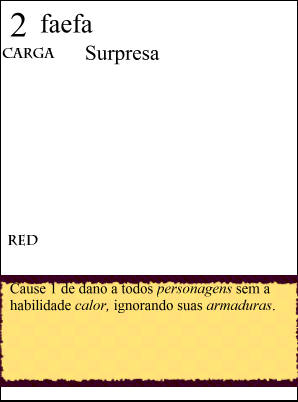 2 faefa
CARGA Surpresa
RED
Cause 1 de dano a todos personagens sem a
habilidade calor, ignorando suas armaduras.